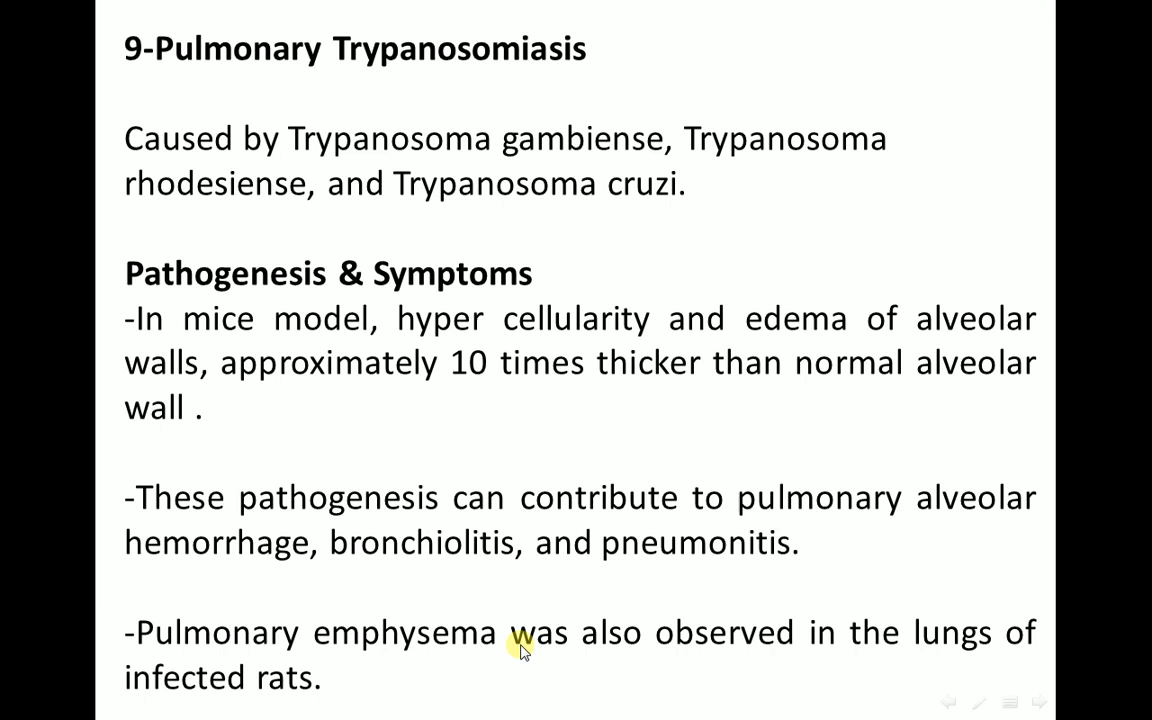 9-Pulmonary Trypanosomiasis
Caused by Trypanosoma gambiense, Trypanosoma
rhodesiense, and Trypanosoma cruzi.
Pathogenesis & Symptoms
-In mice model, hyper cellularity and edema of alveolar
walls, approximately 10 times thicker than normal alveolar
wall .
-These pathogenesis can contribute to pulmonary alveolar
hemorrhage, bronchiolitis, and pneumonitis.
-Pulmonary emphysema was also observed in the lungs of
infected rats.